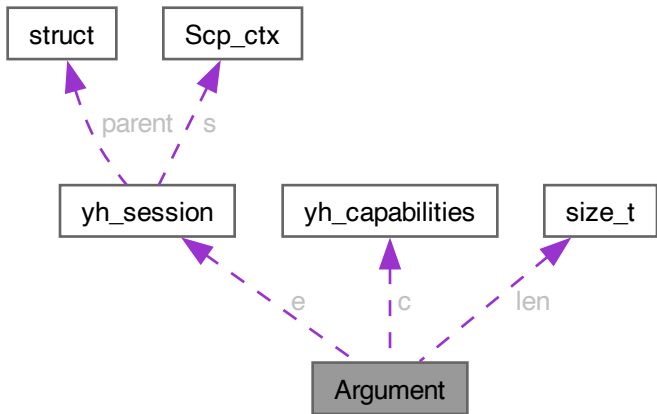 struct
Scp_ctx
parent
s
yh_session
yh_capabilities
size_t
e
c
len
Argument